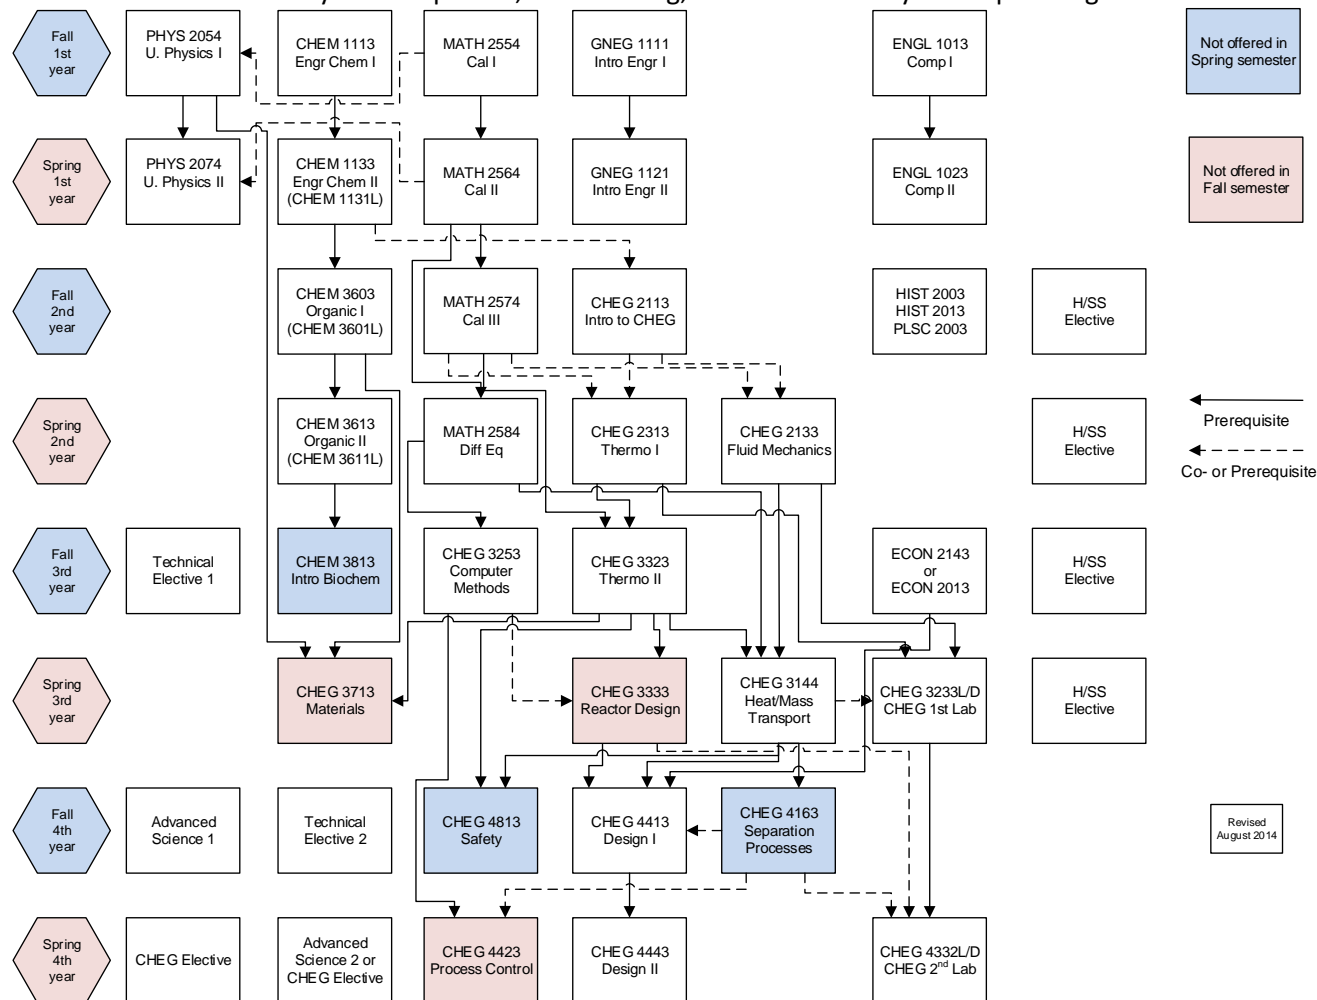 Fall
1st
year
PHYS 2054
U. Physics I
CHEM 1113
Engr Chem I
MATH 2554
Cal I
GNEG 1111
Intro Engr I
ENGL 1013
Comp I
Not offered in
Spring semester
Spring
1st
year
PHYS 2074
U. Physics II
CHEM 1133
Engr Chem II
(CHEM 1131L)
MATH 2564
Cal II
GNEG 1121
Intro Engr II
ENGL 1023
Comp II
Not offered in
Fall semester
Fall
2nd
year
CHEM 3603
Organic I
(CHEM 3601L)
MATH 2574
Cal III
CHEG 2113
Intro to CHEG
HIST 2003
HIST 2013
PLSC 2003
H/SS
Elective
Spring
2nd
year
CHEM 3613
Organic II
(CHEM 3611L)
MATH 2584
Diff Eq
CHEG 2313
Thermo I
CHEG 2133
Fluid Mechanics
H/SS
Elective
Prerequisite
Co- or Prerequisite
Fall
3rd
year
Technical
Elective 1
CHEM 3813
Intro Biochem
CHEG 3253
Computer
Methods
CHEG 3323
Thermo II
ECON 2143
or
ECON 2013
H/SS
Elective
Spring
3rd
year
CHEG 3713
Materials
CHEG 3333
Reactor Design
CHEG 3144
Heat/Mass
Transport
CHEG 3233L/D
CHEG 1st Lab
H/SS
Elective
Fall
4th
year
Advanced
Science 1
Technical
Elective 2
CHEG 4813
Safety
CHEG 4413
Design I
CHEG 4163
Separation
Processes
Revised
August 2014
Spring
4th
year
CHEG Elective
Advanced
Science 2 or
CHEG Elective
CHEG 4423
Process Control
CHEG 4443
Design II
CHEG 4332L/D
CHEG 2nd Lab